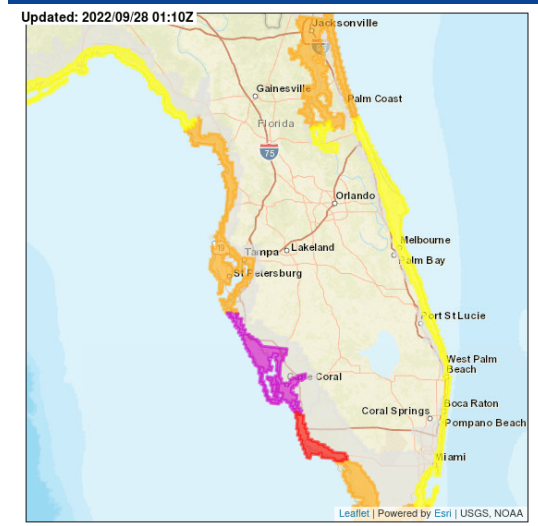 Updated: 2022/09/28 01:10Z
Jacksonville
Gainesville
Palm Coast
Florida
75
Orlando
19
Tampa
Lakeland
Melbourne
Palm Bay
St Petersburg
Port St Lucie
West Palm
Beach
Cape Coral
Boca Raton
Coral Springs
Pompano Beach
Miami
Leaflet | Powered by Esri | USGS, NOAA